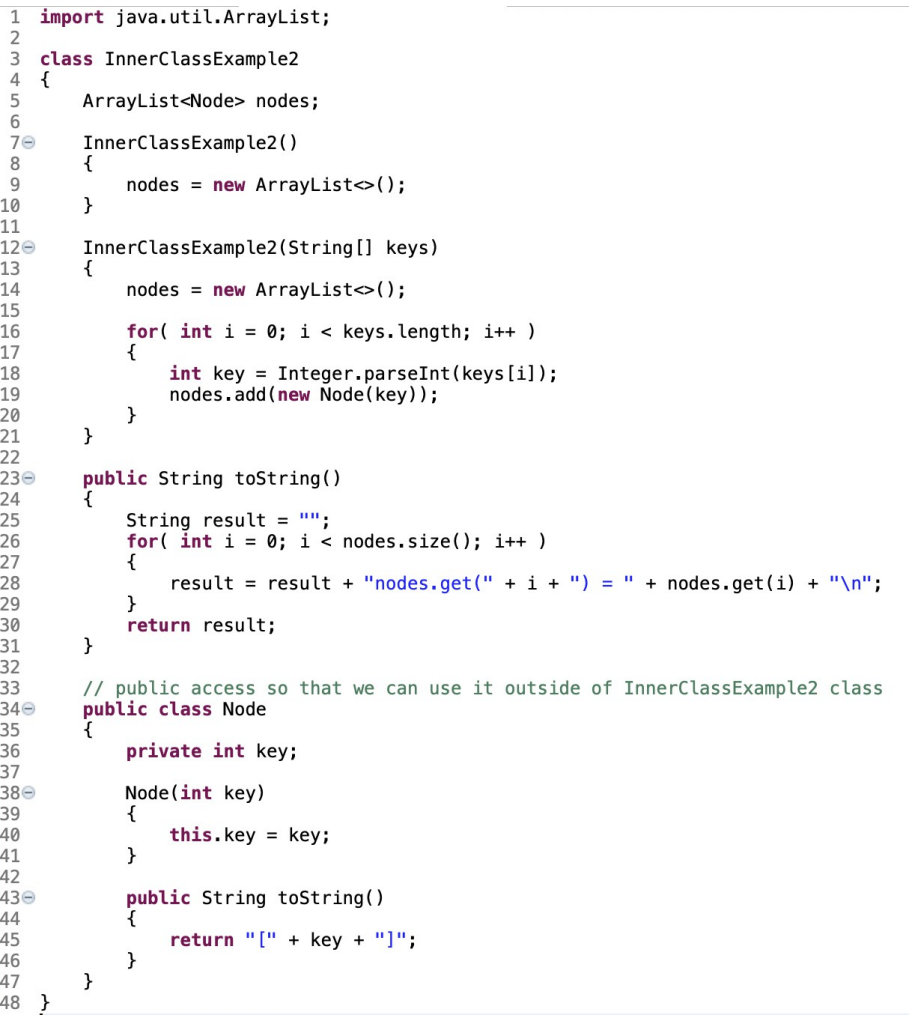 1 import java.util.ArrayList;
2
3 class InnerClassExample2
4 {
5     ArrayList<Node> nodes;
6
7     InnerClassExample2()
8     {
9         nodes = new ArrayList<>();
10     }
11
12     InnerClassExample2(String[] keys)
13     {
14         nodes = new ArrayList<>();
15
16         for( int i = 0; i < keys.length; i++ )
17         {
18             int key = Integer.parseInt(keys[i]);
19             nodes.add(new Node(key));
20         }
21     }
22
23     public String toString()
24     {
25         String result = "";
26         for( int i = 0; i < nodes.size(); i++ )
27         {
28             result = result + "nodes.get(" + i + ") = " + nodes.get(i) + "\n";
29         }
30         return result;
31     }
32
33     // public access so that we can use it outside of InnerClassExample2 class
34     public class Node
35     {
36         private int key;
37
38         Node(int key)
39         {
40             this.key = key;
41         }
42
43         public String toString()
44         {
45             return "[" + key + "]";
46         }
47     }
48 }